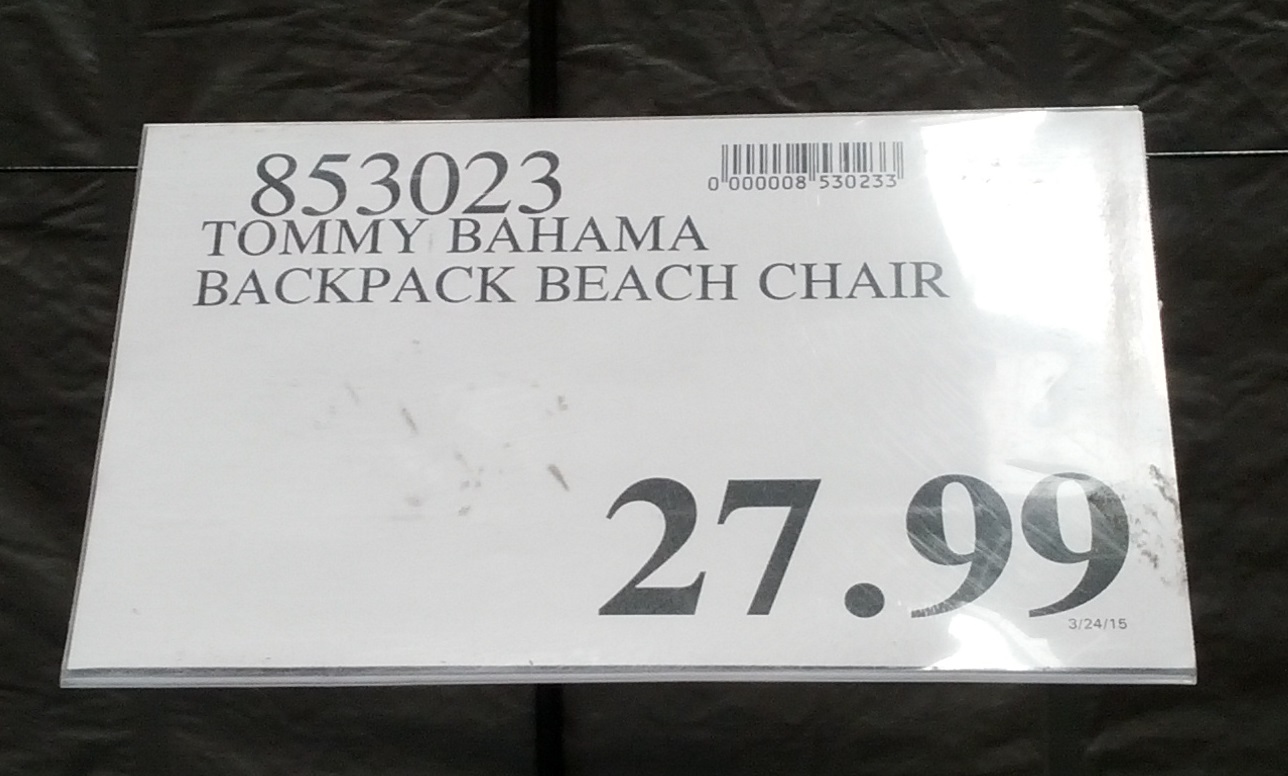 853023
0 000008 530233
TOMMY BAHAMA
BACKPACK BEACH CHAIR
27.99
3/24/15